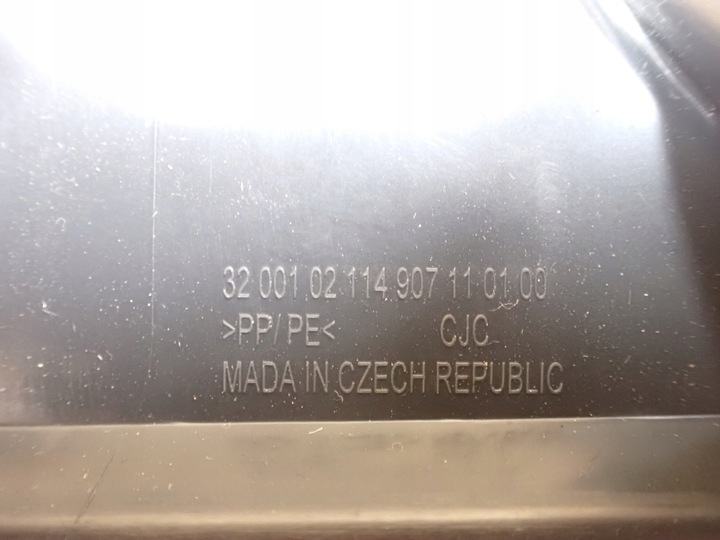 32 001 02 114 907 11 01 00
>PP/PE< CJC
MADA IN CZECH REPUBLIC